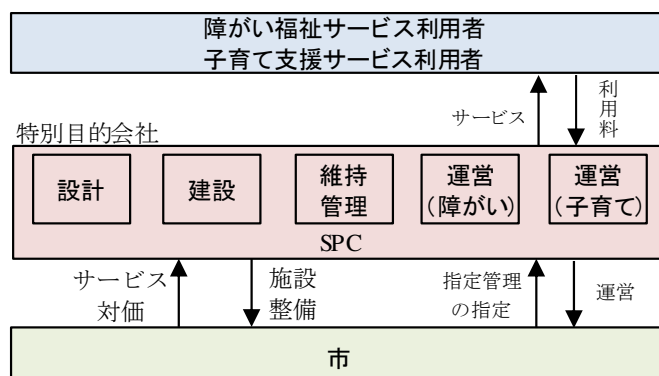 障がい福祉サービス利用者
子育て支援サービス利用者
サービス
利用料
特別目的会社
設計
建設
維持
管理
運営
(障がい)
運営
(子育て)
SPC
サービス
対価
施設
整備
指定管理
の指定
運営
市